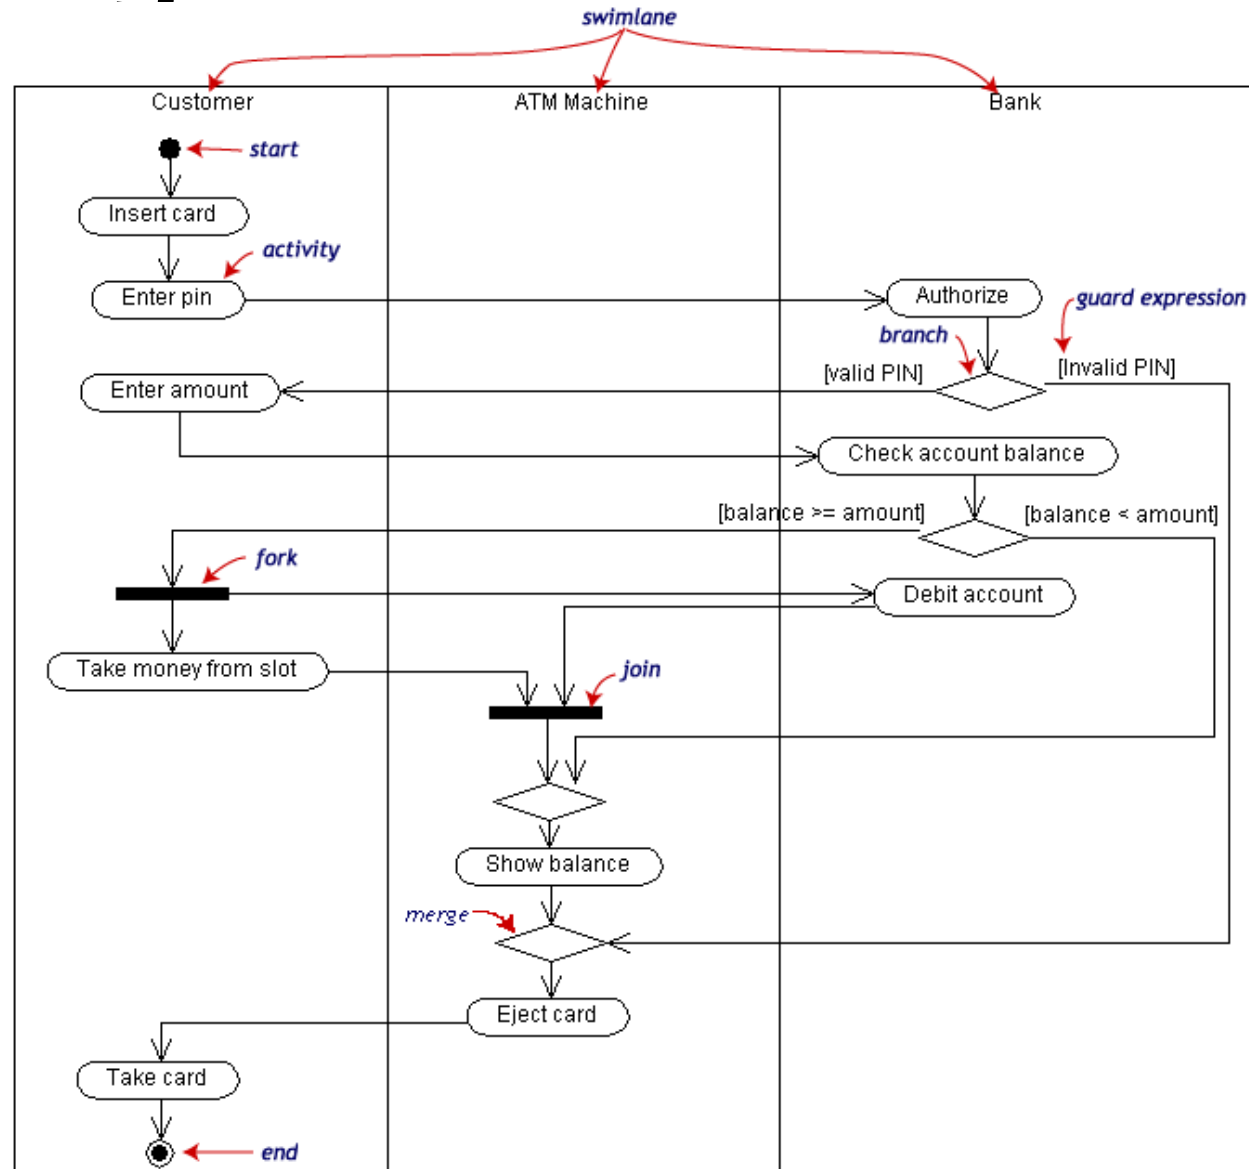 swimlane
Customer
ATM Machine
Bank
start
Insert card
activity
Enter pin
Authorize
guard expression
branch
[valid PIN]
[Invalid PIN]
Enter amount
Check account balance
[balance >= amount]
[balance < amount]
fork
Debit account
Take money from slot
join
Show balance
merge
Eject card
Take card
end